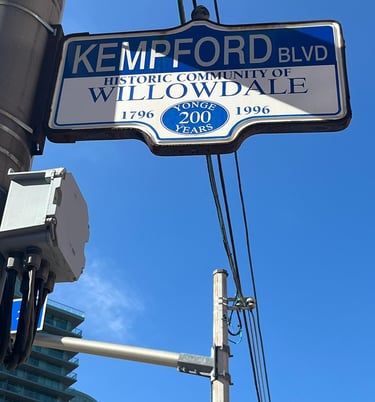 KEMPFORD BLVD
HISTORIC COMMUNITY OF
WILLOWDALE
1796 YONGE 1996
200
YEARS